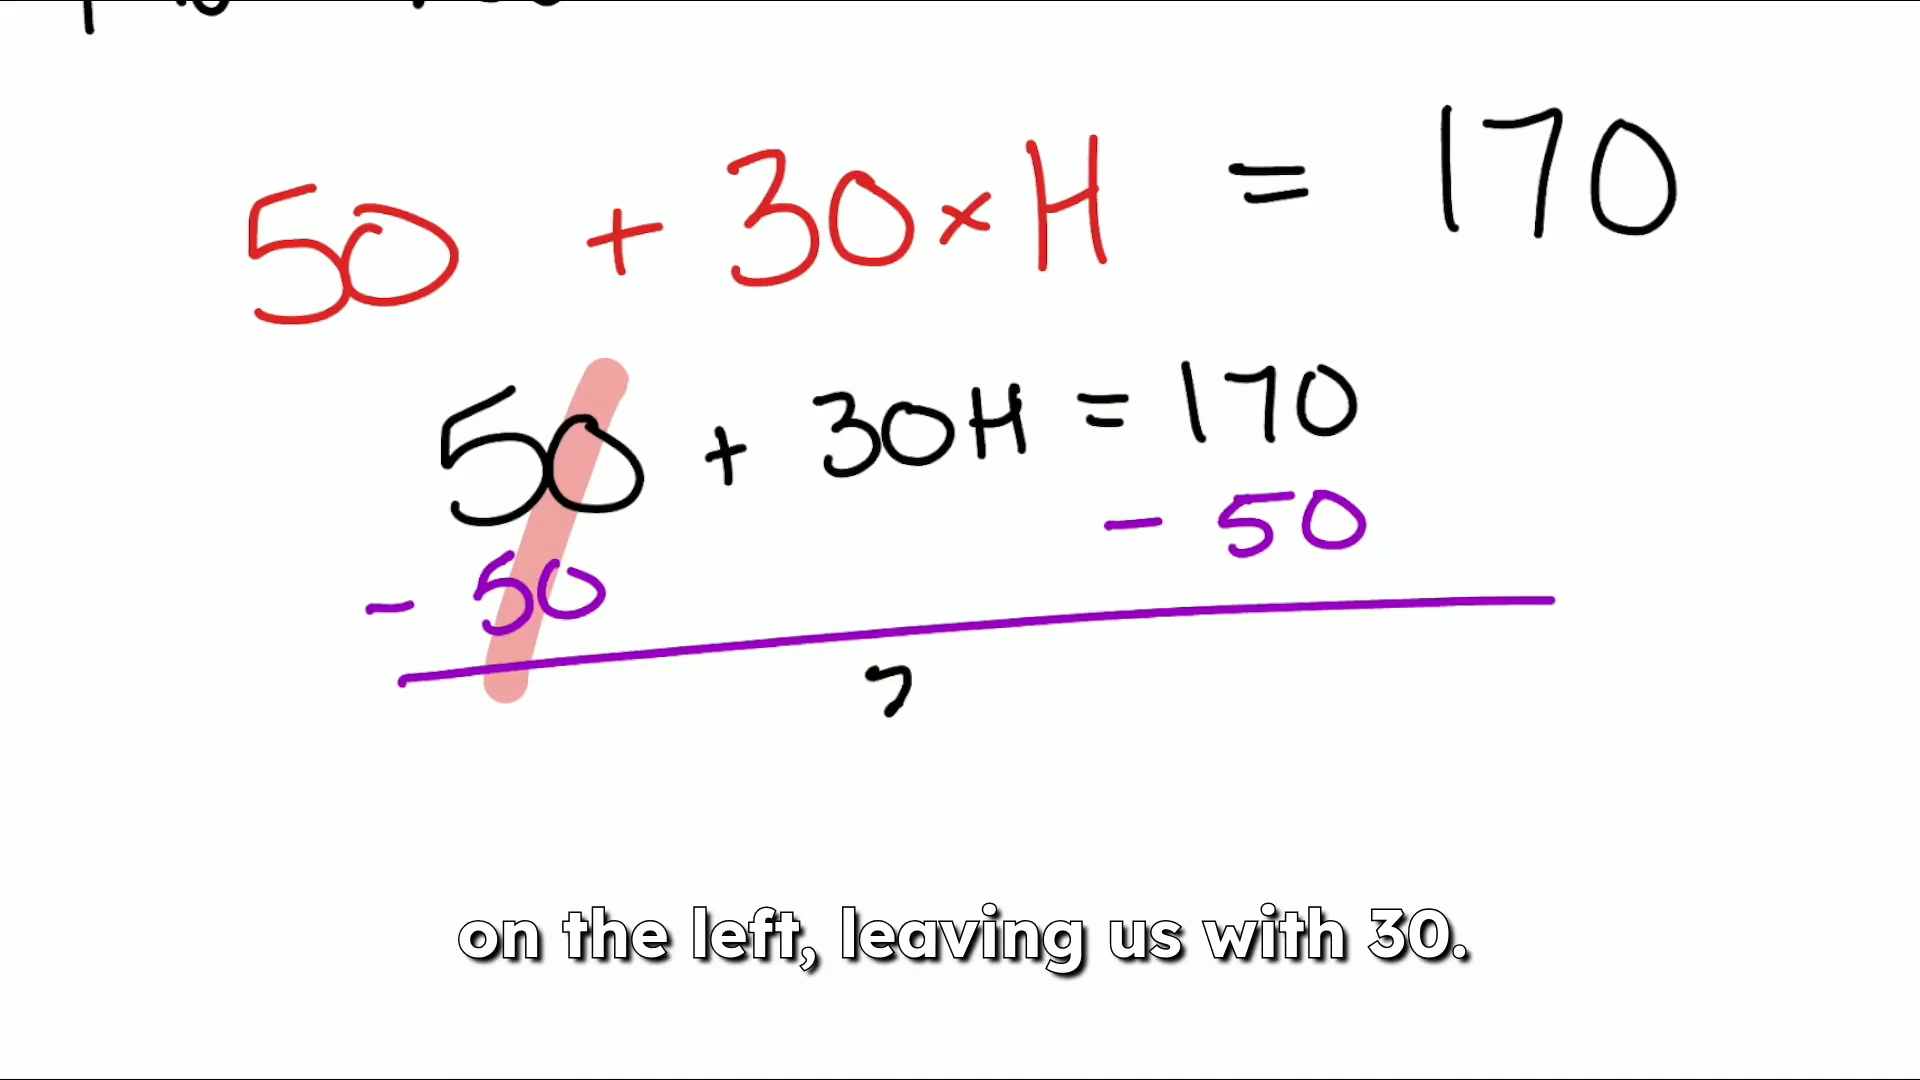 50 + 30 × H = 170
50 + 30H = 170
- 50 - 50
on the left, leaving us with 30.